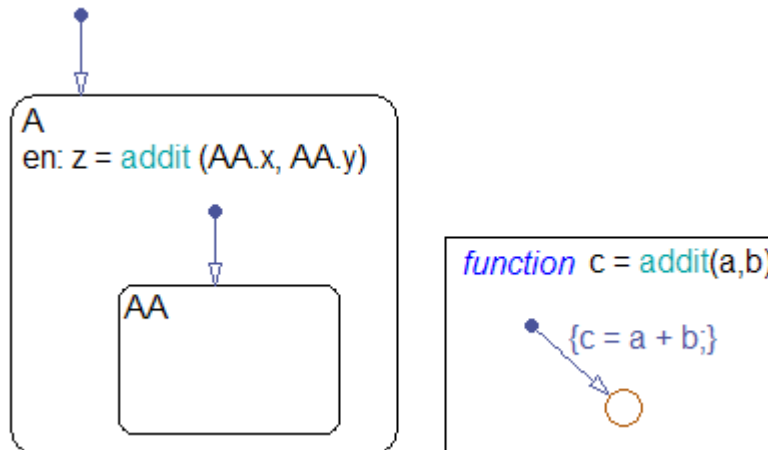 A
en: z = addit (AA.x, AA.y)
AA
function c = addit(a,b)
{c = a + b;}